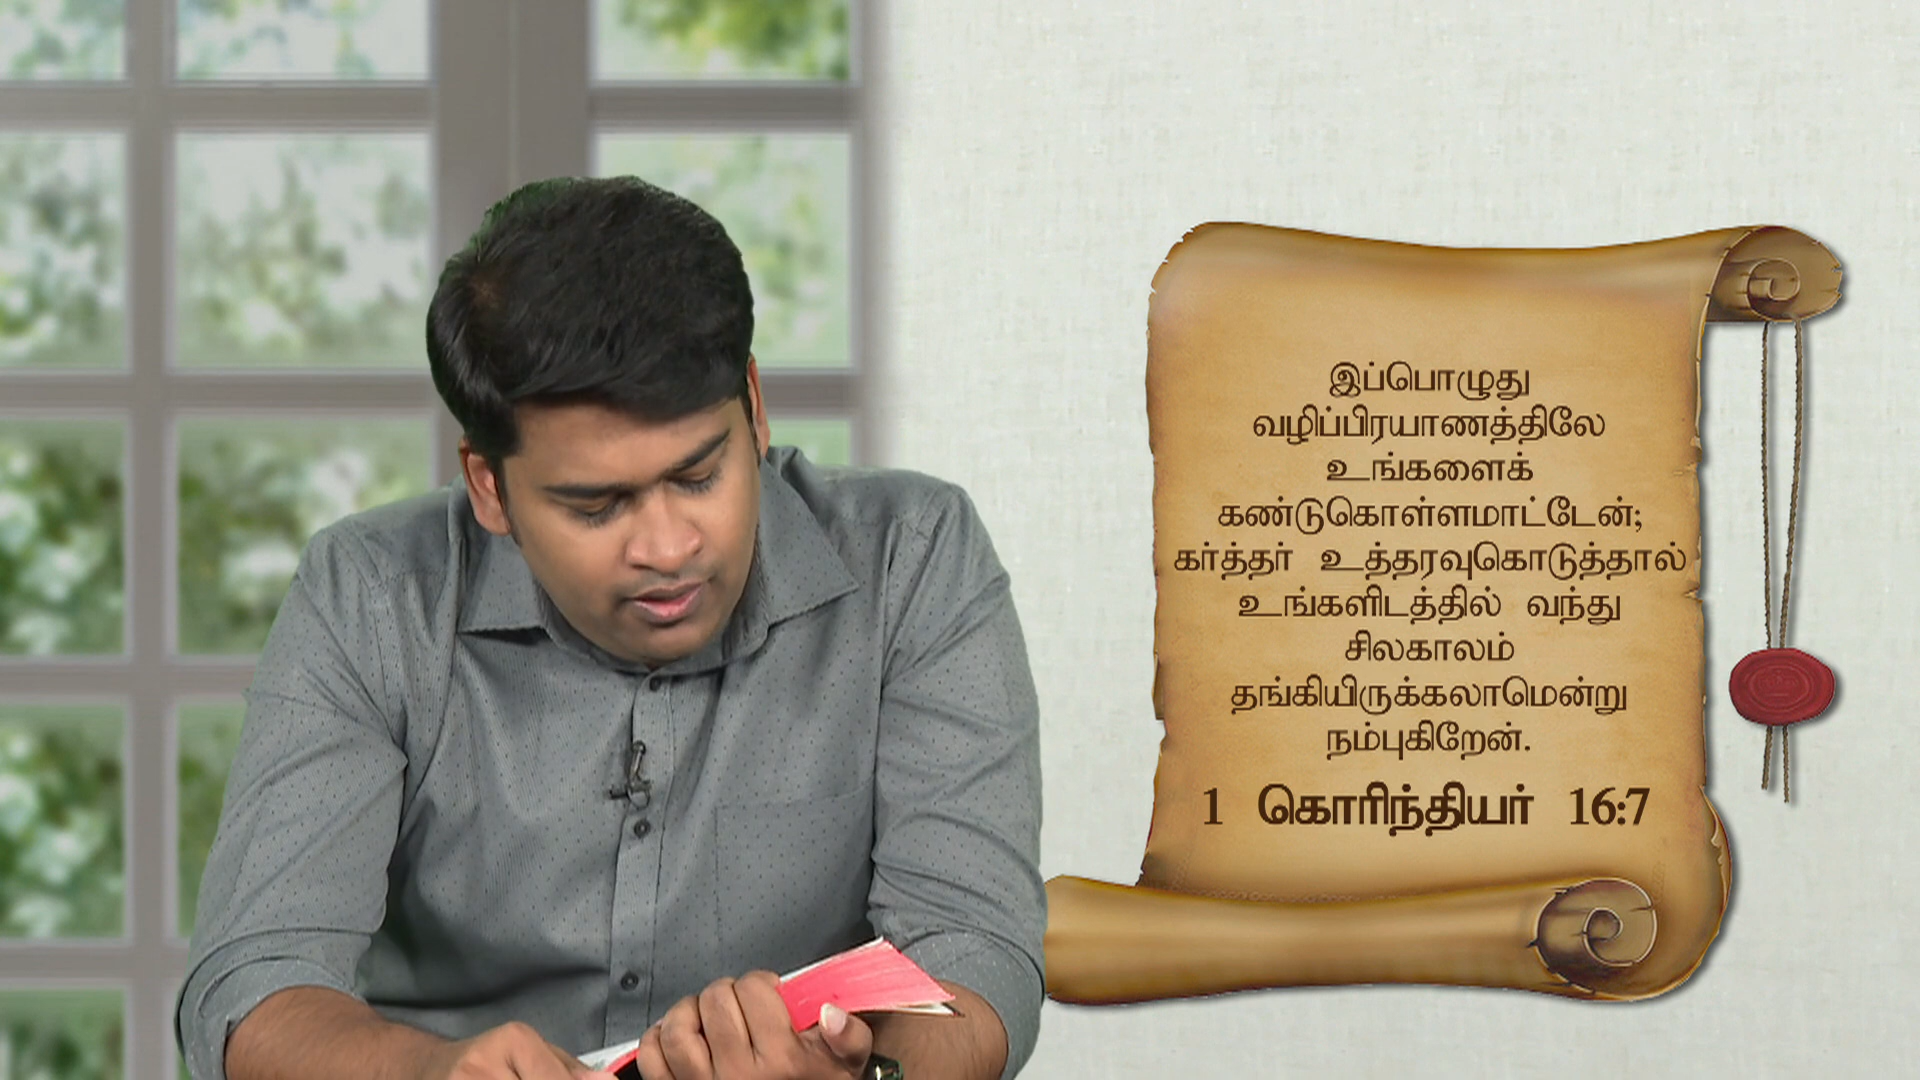 இப்பொழுது
வழிப்பிரயாணத்திலே
உங்களைக்
கண்டுகொள்ளமாட்டேன்;
கர்த்தர் உத்தரவுகொடுத்தால்
உங்களிடத்தில் வந்து
சிலகாலம்
தங்கியிருக்கலாமென்று
நம்புகிறேன்.
1 கொரிந்தியர் 16:7